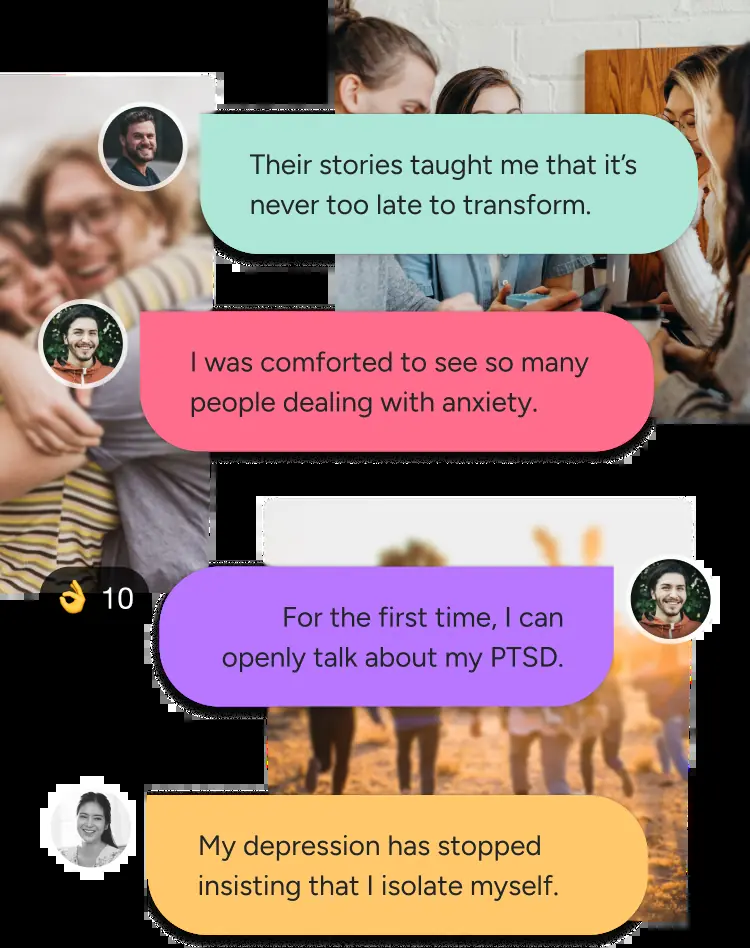 Their stories taught me that it’s
never too late to transform.
I was comforted to see so many
people dealing with anxiety.
👌 10
For the first time, I can
openly talk about my PTSD.
My depression has stopped
insisting that I isolate myself.